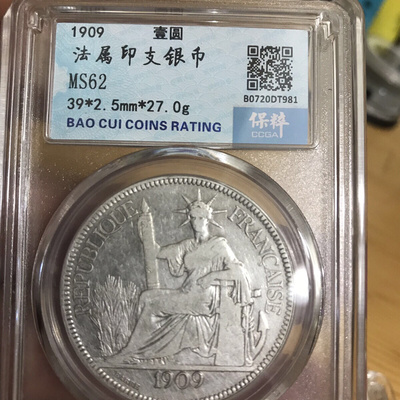 1909 壹圆
法属印支银币
MS62
39*2.5mm*27.0g
B0720DT981
BAO CUI COINS RATING
保粹
CCGA
REPUBLIQUE FRANÇAISE
1909